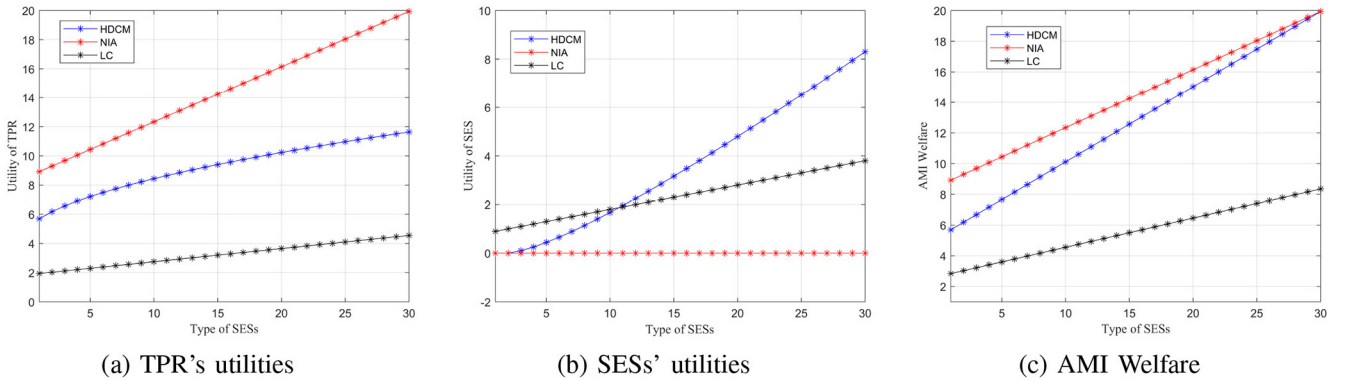 20
18
16
14
12
10
8
6
4
2
0
Utility of TPR
HDCM
NIA
LC
5
10
15
20
25
30
Type of SESs
(a) TPR's utilities
10
8
6
4
2
0
-2
Utility of SES
HDCM
NIA
LC
5
10
15
20
25
30
Type of SESs
(b) SESs' utilities
20
18
16
14
12
10
8
6
4
2
AMI Welfare
HDCM
NIA
LC
5
10
15
20
25
30
Type of SESs
(c) AMI Welfare